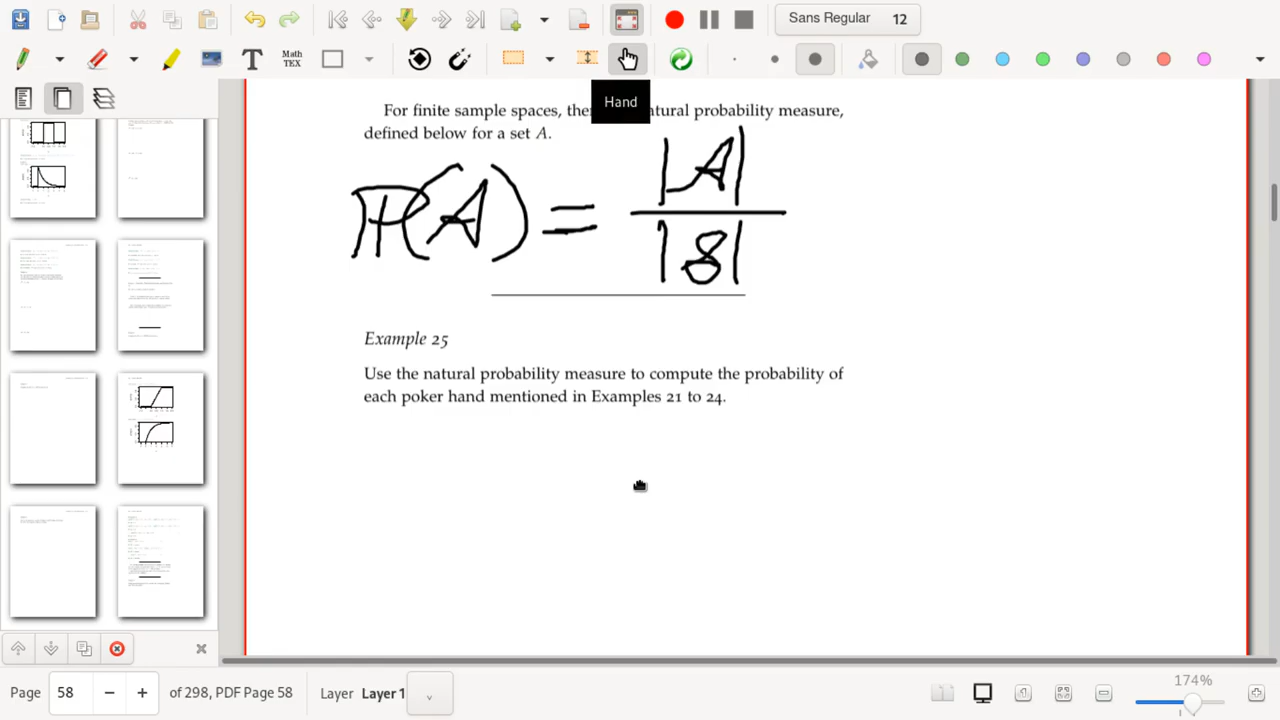 Sans Regular 12
T Math TEX
Hand
For finite sample spaces, natural probability measure,
defined below for a set A.
P(A) = |A| / |S|
Example 25
Use the natural probability measure to compute the probability of
each poker hand mentioned in Examples 21 to 24.
Page 58 of 298, PDF Page 58 Layer Layer 1 174%